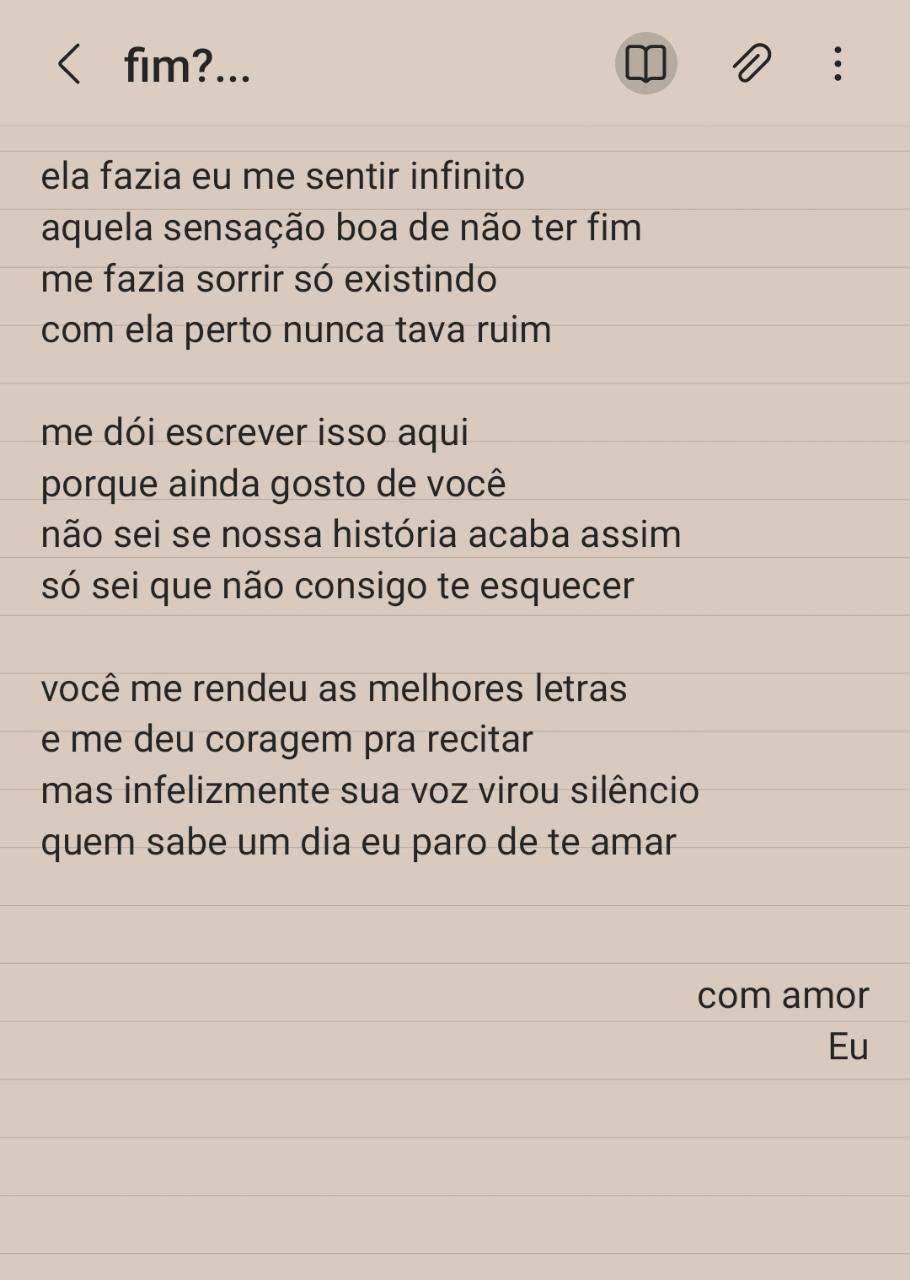 fim?...
ela fazia eu me sentir infinito
aquela sensação boa de não ter fim
me fazia sorrir só existindo
com ela perto nunca tava ruim
me dói escrever isso aqui
porque ainda gosto de você
não sei se nossa história acaba assim
só sei que não consigo te esquecer
você me rendeu as melhores letras
e me deu coragem pra recitar
mas infelizmente sua voz virou silêncio
quem sabe um dia eu paro de te amar
com amor
Eu